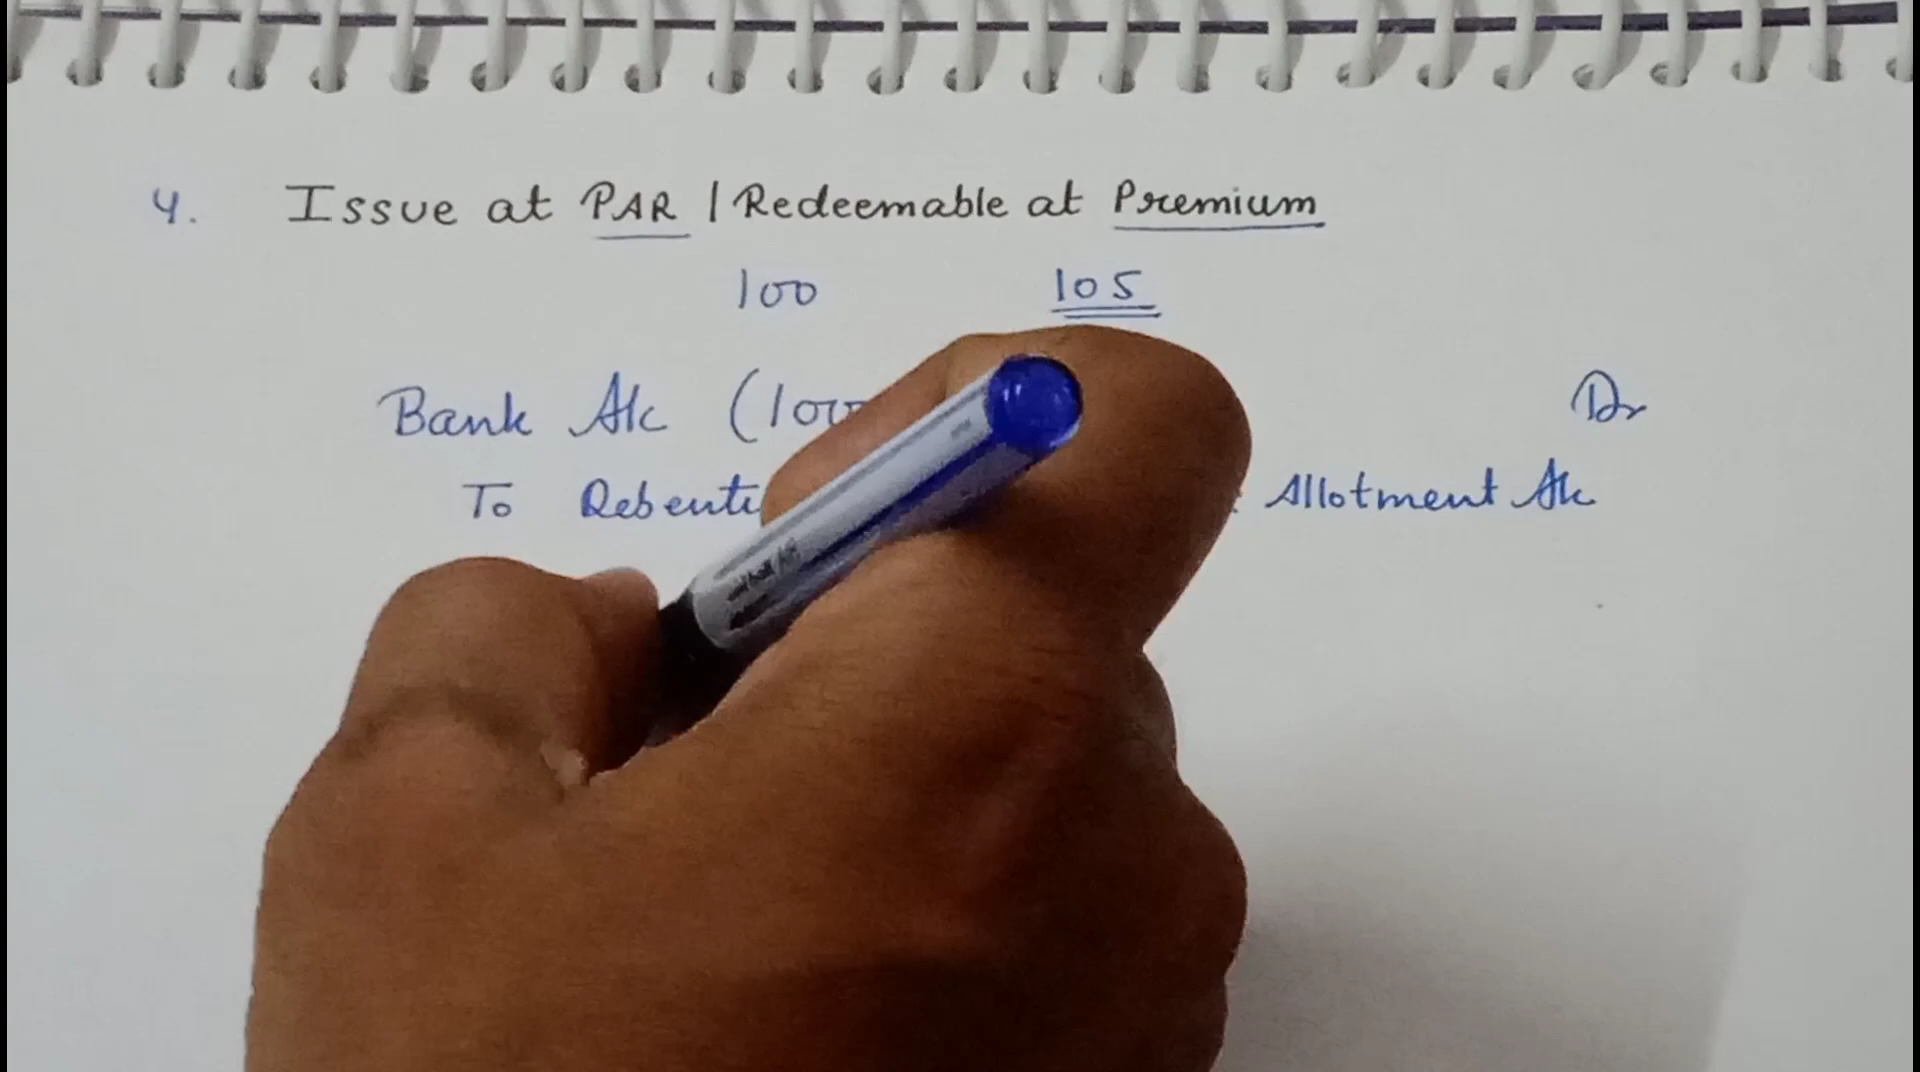 4. Issue at PAR | Redeemable at Premium
100 105
Bank A/c (100 Dr
To Debent Allotment A/c